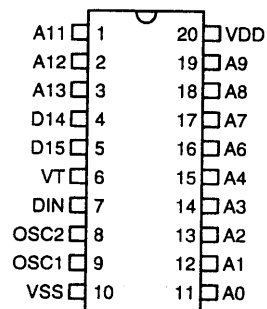 A11 1 20 VDD
A12 2 19 A9
A13 3 18 A8
D14 4 17 A7
D15 5 16 A6
VT 6 15 A4
DIN 7 14 A3
OSC2 8 13 A2
OSC1 9 12 A1
VSS 10 11 A0